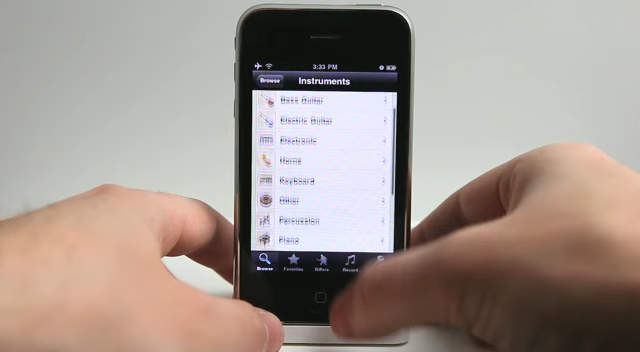 3:33 PM
Browse Instruments
Bass Guitar
Electric Guitar
Electronic
Horns
Keyboard
Other
Percussion
Piano
Browse Favorites Riffers Record